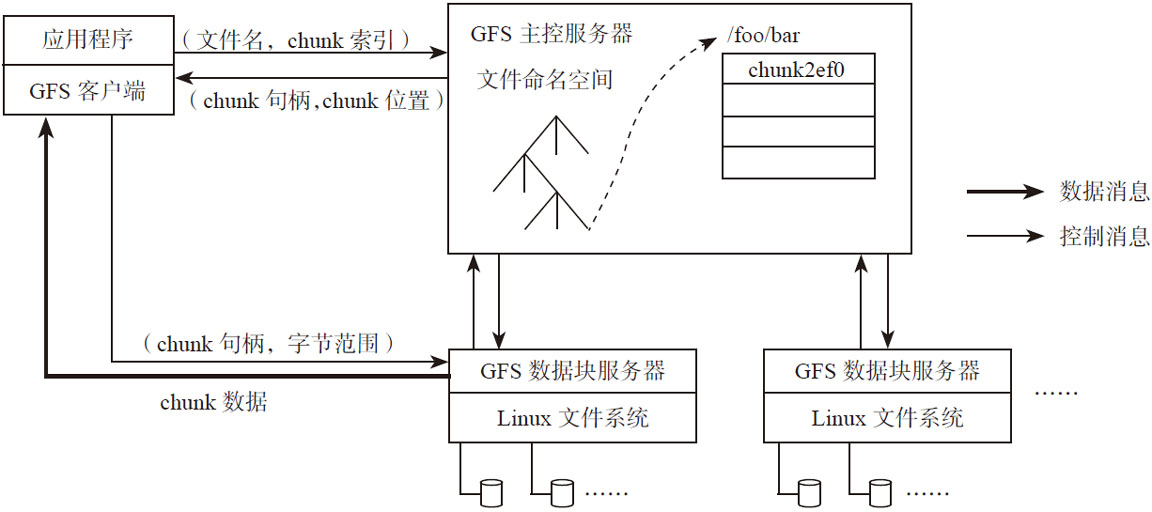 应用程序
GFS 客户端
（文件名，chunk 索引）
（chunk 句柄，chunk 位置）
GFS 主控服务器
文件命名空间
/foo/bar
chunk2ef0
数据消息
控制消息
（chunk 句柄，字节范围）
chunk 数据
GFS 数据块服务器
Linux 文件系统
……
GFS 数据块服务器
Linux 文件系统
……
……